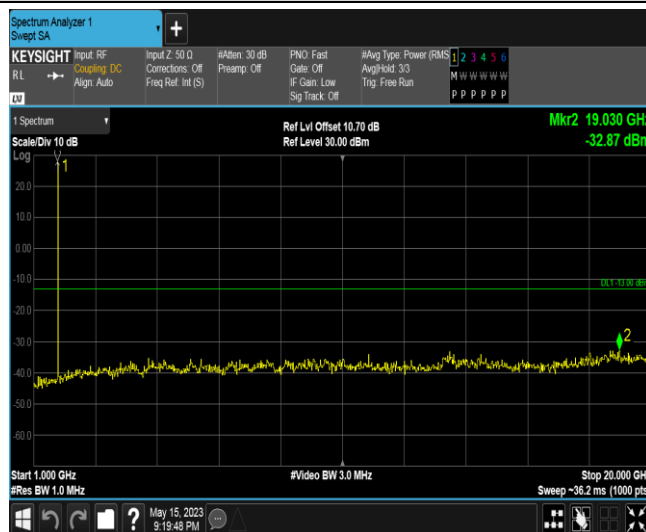 Spectrum Analyzer 1
Swept SA
+
KEYSIGHT
RL
LXI
Input: RF
Coupling: DC
Align: Auto
Input Z: 50 Ω
Corrections: Off
Freq Ref: Int (S)
#Atten: 30 dB
Preamp: Off
PNO: Fast
Gate: Off
IF Gain: Low
Sig Track: Off
#Avg Type: Power (RMS
Avg|Hold: 3/3
Trig: Free Run
1 2 3 4 5 6
M W W W W W
P P P P P P
1 Spectrum
Scale/Div 10 dB
Log
Ref Lvl Offset 10.70 dB
Ref Level 30.00 dBm
Mkr2 19.030 GHz
-32.87 dBm
1
20.0
10.0
0.00
-10.0
DL1 -13.00 dBm
-20.0
-30.0
2
-40.0
-50.0
-60.0
Start 1.000 GHz
#Res BW 1.0 MHz
#Video BW 3.0 MHz
Stop 20.000 GHz
Sweep ~36.2 ms (1000 pts
?
May 15, 2023
9:19:48 PM